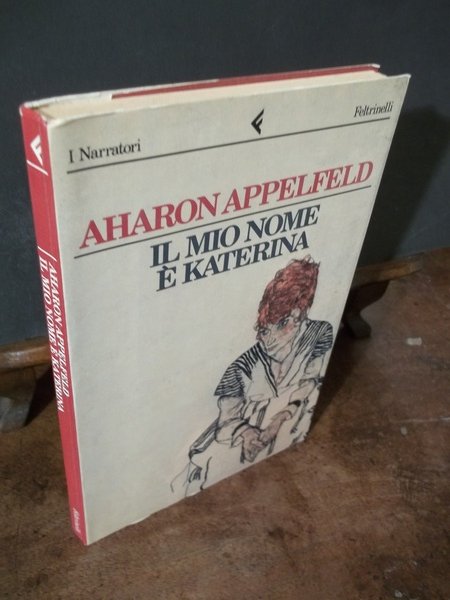 I Narratori
Feltrinelli
AHARON APPELFELD
IL MIO NOME
È KATERINA
AHARON APPELFELD
IL MIO NOME È KATERINA